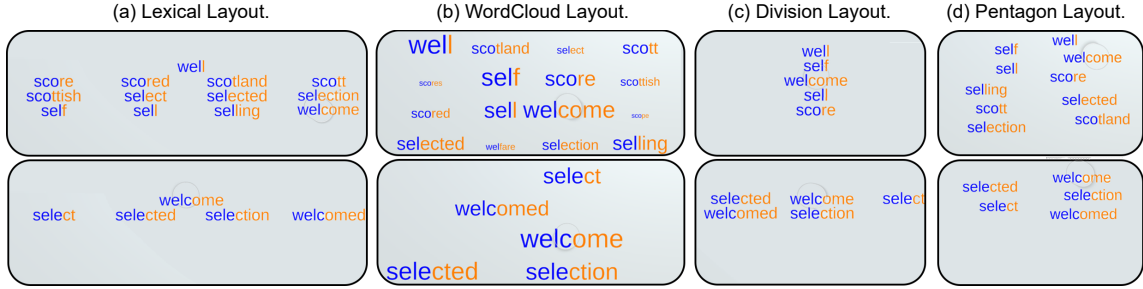 (a) Lexical Layout.
(b) WordCloud Layout.
(c) Division Layout.
(d) Pentagon Layout.
well
score scored scotland scott
scottish select selected selection
self sell selling welcome
well scotland select scott
scores self score scottish
scored sell welcome scope
selected welfare selection selling
well
self
welcome
sell
score
well
self
welcome
sell
score
selling
selected
scott
scotland
selection
welcome
select selected selection welcomed
select
welcomed
welcome
selected selection
selected welcome select
welcomed selection
welcome
selected
selection
select
welcomed